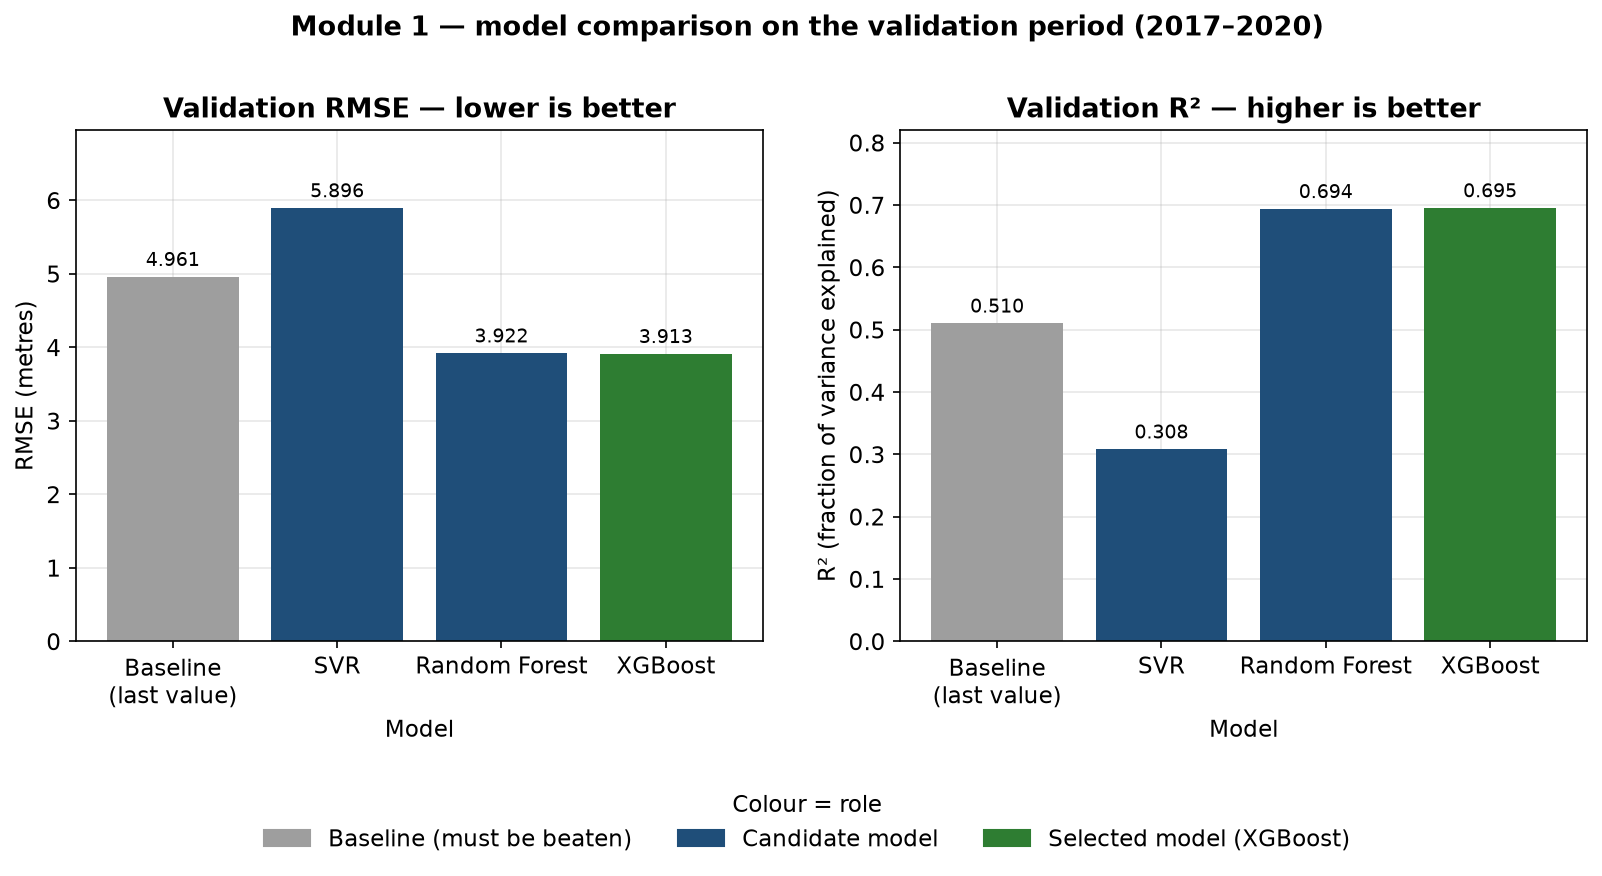 Module 1 — model comparison on the validation period (2017–2020)
Validation RMSE — lower is better
RMSE (metres)
6
5
4
3
2
1
0
4.961
5.896
3.922
3.913
Baseline
(last value)
SVR
Random Forest
XGBoost
Model
Validation R² — higher is better
R² (fraction of variance explained)
0.8
0.7
0.6
0.5
0.4
0.3
0.2
0.1
0.0
0.510
0.308
0.694
0.695
Baseline
(last value)
SVR
Random Forest
XGBoost
Model
Colour = role
Baseline (must be beaten)
Candidate model
Selected model (XGBoost)